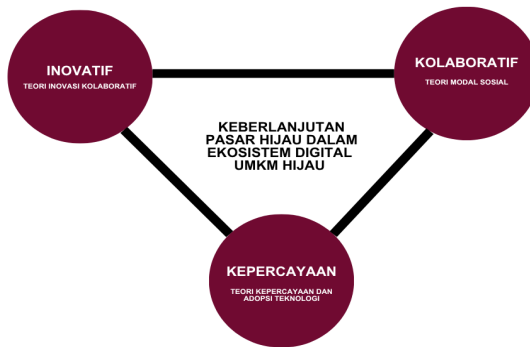 INOVATIF
TEORI INOVASI KOLABORATIF
KOLABORATIF
TEORI MODAL SOSIAL
KEBERLANJUTAN
PASAR HIJAU DALAM
EKOSISTEM DIGITAL
UMKM HIJAU
KEPERCAYAAN
TEORI KEPERCAYAAN DAN
ADOPSI TEKNOLOGI